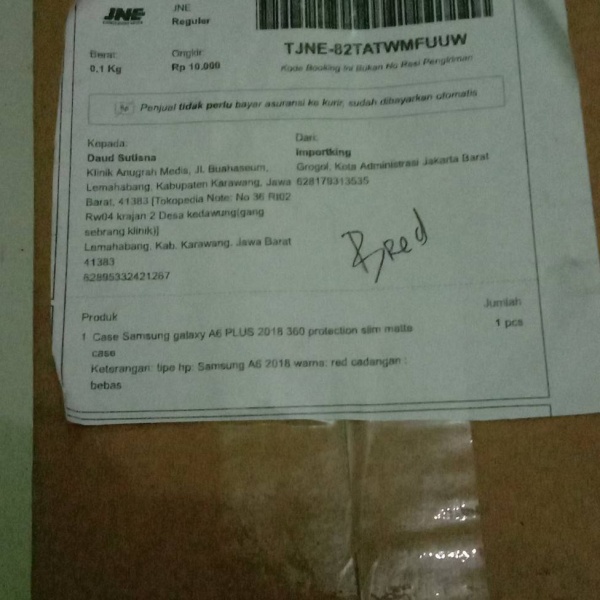 JNE
JNE
Reguler
Berat:
0.1 Kg
Ongkir:
Rp 10.000
TJNE-82TATWMFUUW
Kode Booking ini Bukan No Resi Pengiriman
Penjual tidak perlu bayar asuransi ke kurir, sudah dibayarkan otomatis
Kepada:
Daud Sutisna
Klinik Anugrah Media, Jl. Buahaseum,
Lemahabang, Kabupaten Karawang, Jawa
Barat, 41383 [Tokopedia Note: No 36 Rt02
Rw04 krajan 2 Desa kedawung(gang
sebrang klinik)]
Lemahabang, Kab. Karawang, Jawa Barat
41383
82895332421267
Dari:
Importking
Grogol, Kota Administrasi Jakarta Barat
628179313535
Bred
Produk
Jumlah
1 Case Samsung galaxy A6 PLUS 2018 360 protection slim matte
1 pcs
case
Keterangan: tipe hp: Samsung A6 2018 warna: red cadangan :
bebas